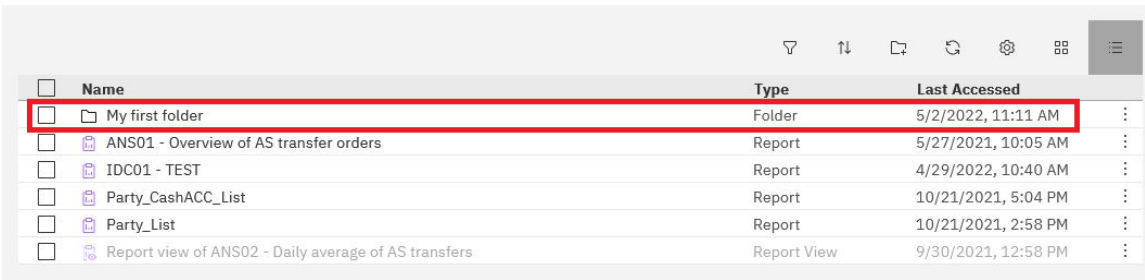 Name Type Last Accessed
My first folder Folder 5/2/2022, 11:11 AM
ANS01 - Overview of AS transfer orders Report 5/27/2021, 10:05 AM
IDC01 - TEST Report 4/29/2022, 10:40 AM
Party_CashACC_List Report 10/21/2021, 5:04 PM
Party_List Report 10/21/2021, 2:58 PM
Report view of ANS02 - Daily average of AS transfers Report View 9/30/2021, 12:58 PM